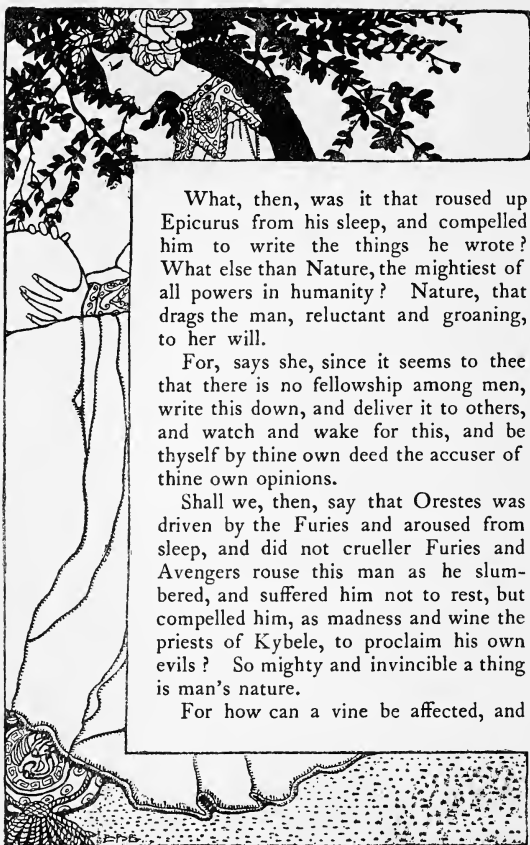 What, then, was it that roused up
Epicurus from his sleep, and compelled
him to write the things he wrote?
What else than Nature, the mightiest of
all powers in humanity? Nature, that
drags the man, reluctant and groaning,
to her will.
For, says she, since it seems to thee
that there is no fellowship among men,
write this down, and deliver it to others,
and watch and wake for this, and be
thyself by thine own deed the accuser of
thine own opinions.
Shall we, then, say that Orestes was
driven by the Furies and aroused from
sleep, and did not crueller Furies and
Avengers rouse this man as he slum-
bered, and suffered him not to rest, but
compelled him, as madness and wine the
priests of Kybele, to proclaim his own
evils? So mighty and invincible a thing
is man's nature.
For how can a vine be affected, and